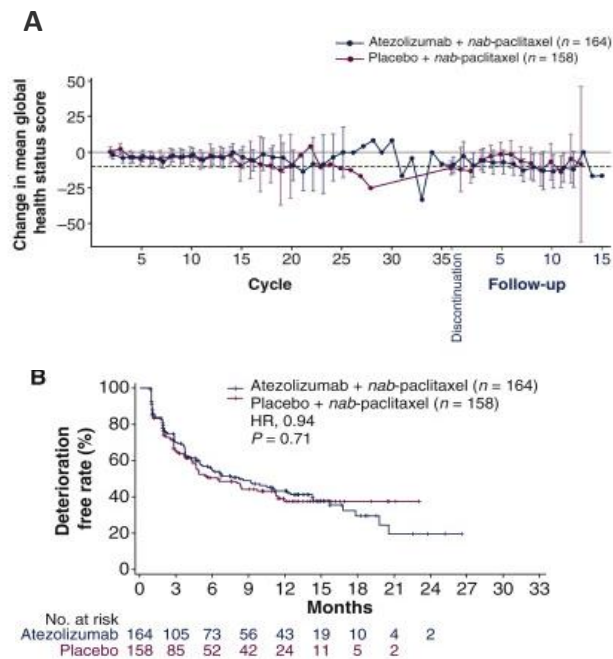 A
Atezolizumab + nab-paclitaxel (n = 164)
Placebo + nab-paclitaxel (n = 158)
Change in mean global
health status score
50
25
0
−25
−50
5 10 15 20 25 30 35 5 10 15
Discontinuation
Cycle Follow-up
B
Atezolizumab + nab-paclitaxel (n = 164)
Placebo + nab-paclitaxel (n = 158)
HR, 0.94
P = 0.71
Deterioration
free rate (%)
100
80
60
40
20
0
0 3 6 9 12 15 18 21 24 27 30 33
Months
No. at risk
Atezolizumab 164 105 73 56 43 19 10 4 2
Placebo 158 85 52 42 24 11 5 2